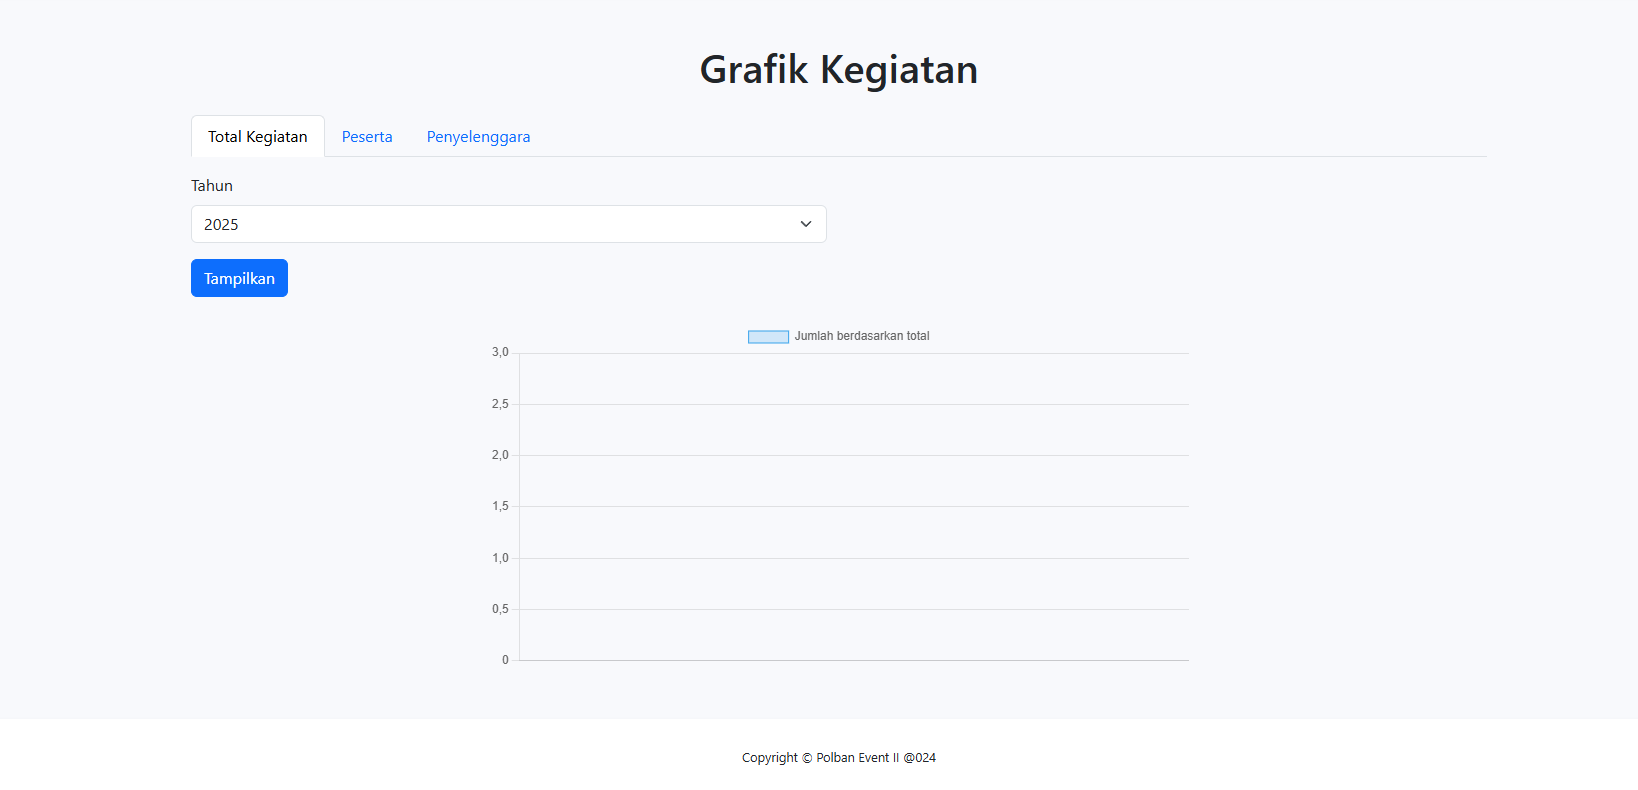 Grafik Kegiatan
Total Kegiatan Peserta Penyelenggara
Tahun
2025
Tampilkan
Jumlah berdasarkan total
3,0
2,5
2,0
1,5
1,0
0,5
0
Copyright © Polban Event II @024